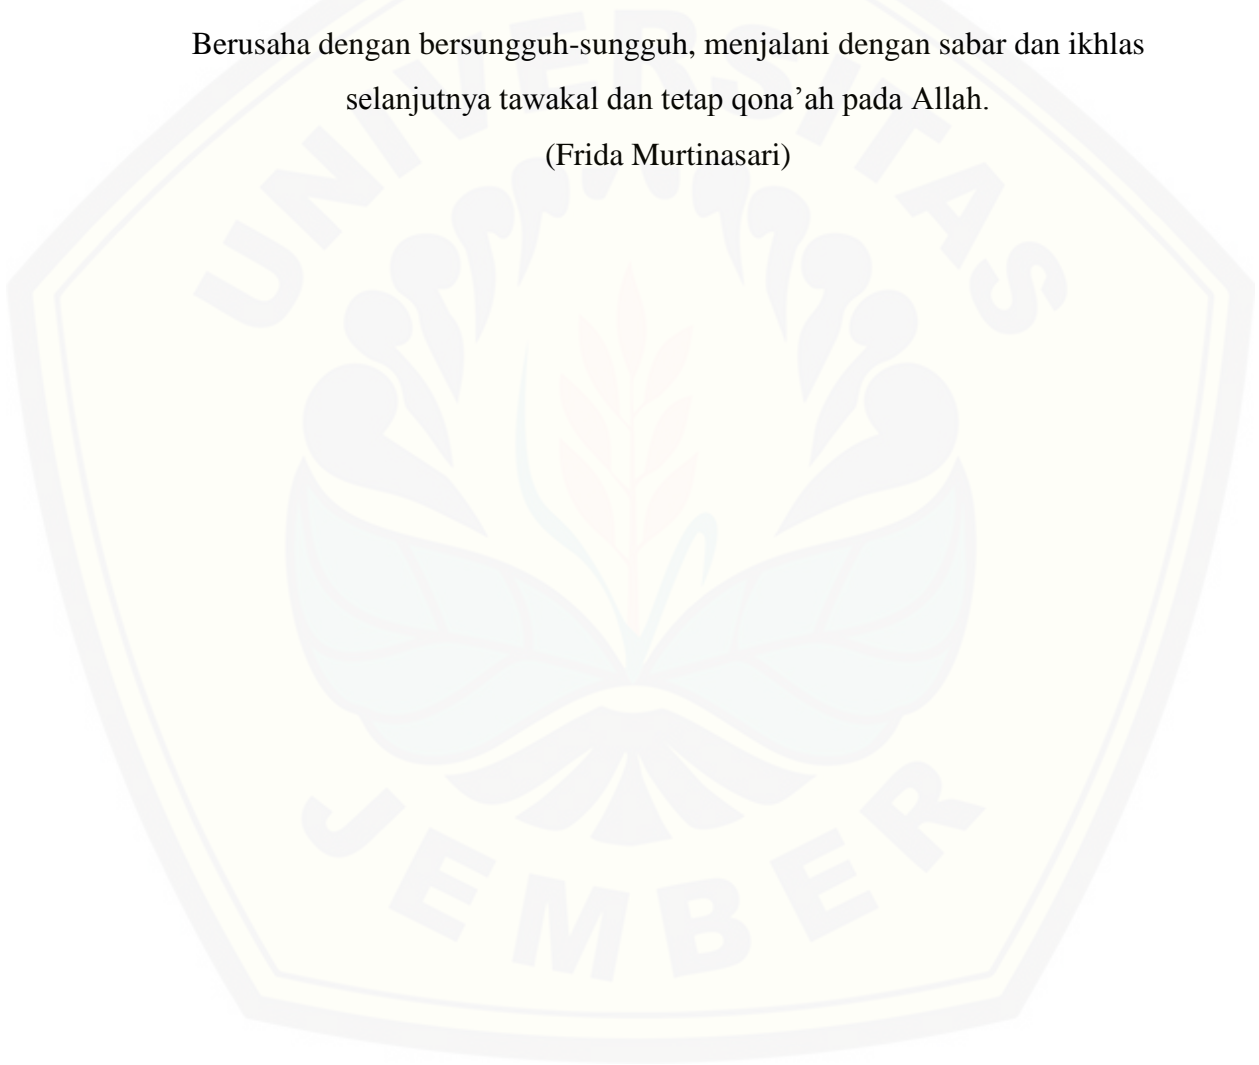 Berusaha dengan bersungguh-sungguh, menjalani dengan sabar dan ikhlas
selanjutnya tawakal dan tetap qona’ah pada Allah.
(Frida Murtinasari)
UNIVERSITAS
JEMBER